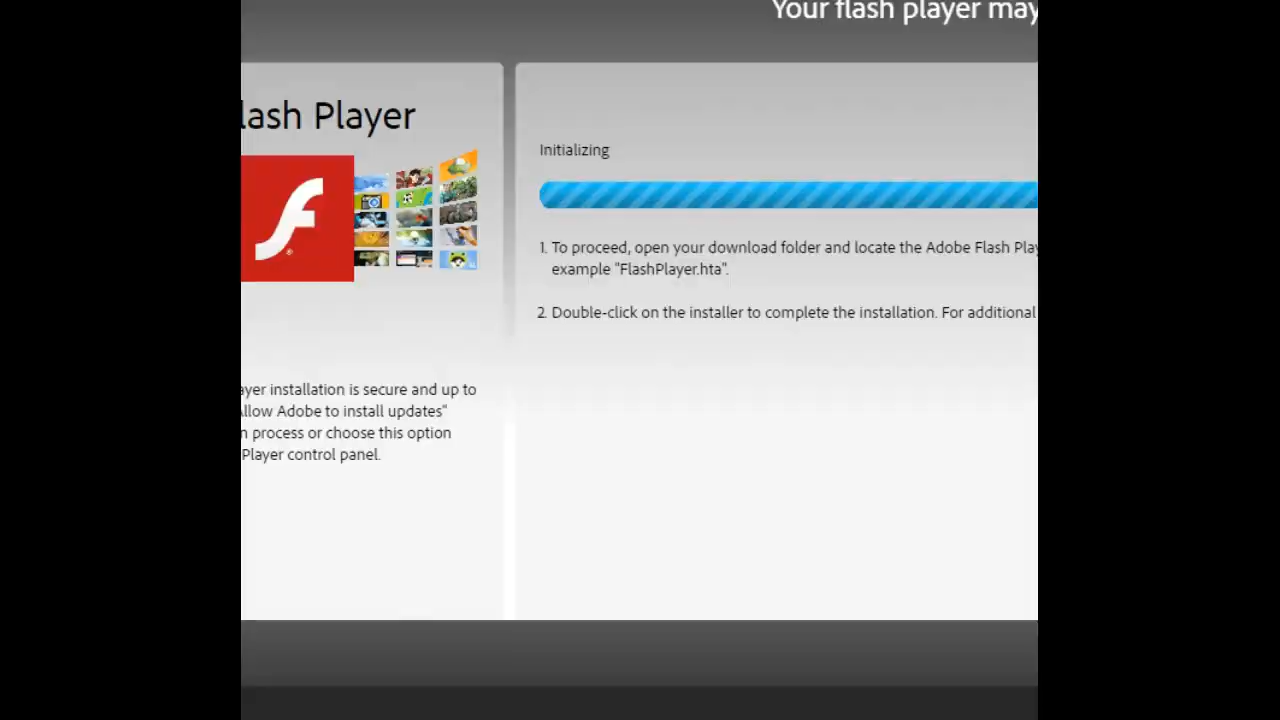 Your flash player may
lash Player
Initializing
1. To proceed, open your download folder and locate the Adobe Flash Play
example "FlashPlayer.hta".
2. Double-click on the installer to complete the installation. For additional
ayer installation is secure and up to
Allow Adobe to install updates"
n process or choose this option
Player control panel.